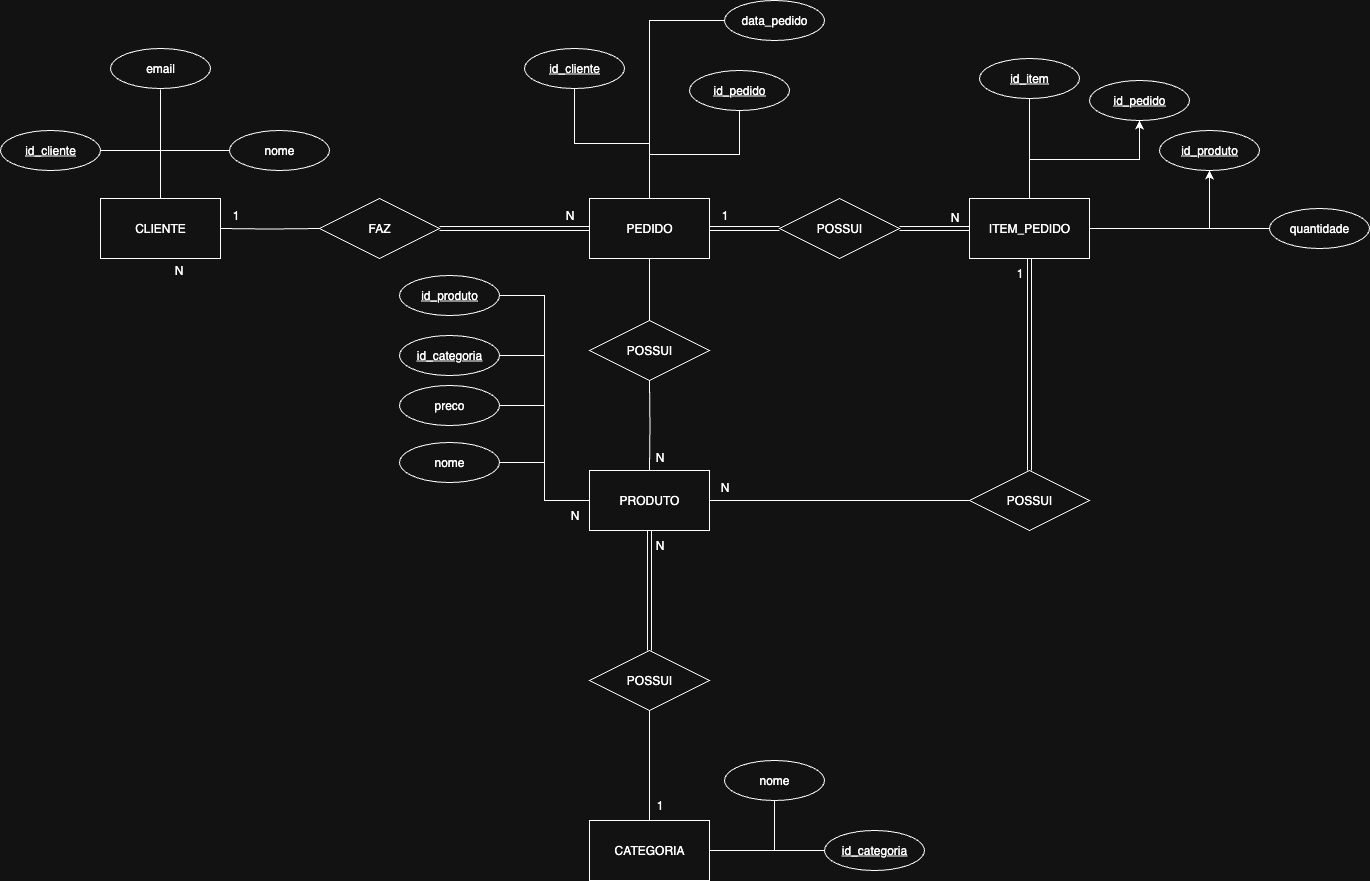 data_pedido
email
id_cliente
id_item
id_pedido
id_pedido
id_cliente
nome
id_produto
1
N
1
N
CLIENTE
FAZ
PEDIDO
POSSUI
ITEM_PEDIDO
quantidade
N
1
id_produto
POSSUI
id_categoria
preco
N
nome
N
PRODUTO
POSSUI
N
N
POSSUI
nome
1
CATEGORIA
id_categoria